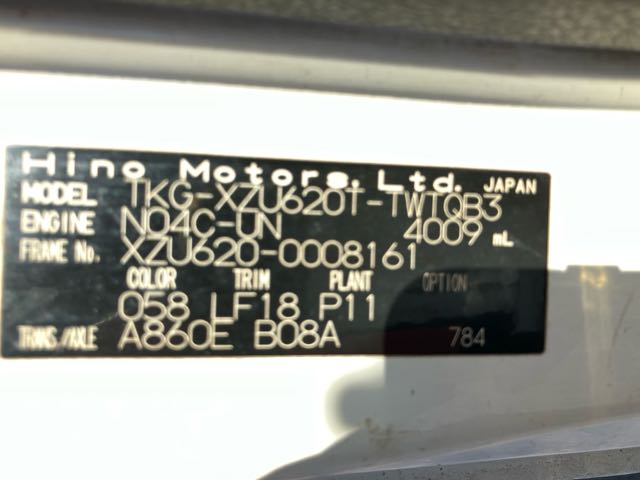 Hino Motors, Ltd. JAPAN
MODEL TKG-XZU620T-TWTQB3
ENGINE N04C-UN 4009 mL
FRAME No. XZU620-0008161
COLOR TRIM PLANT OPTION
058 LF18 P11
TRANS/AXLE A860E B08A 784